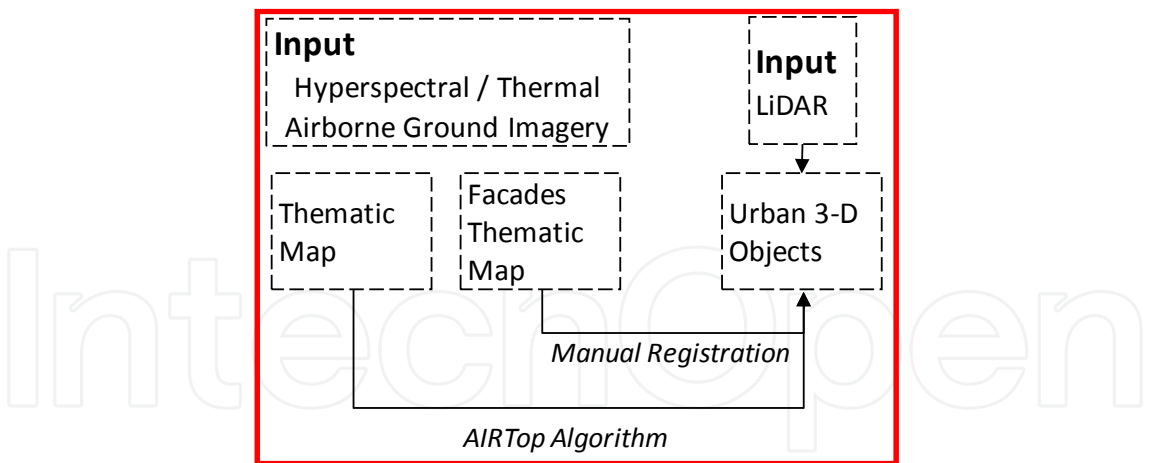 Input
Hyperspectral / Thermal
Airborne Ground Imagery
Input
LiDAR
Thematic
Map
Facades
Thematic
Map
Urban 3-D
Objects
Manual Registration
AIRTop Algorithm
IntechOpen